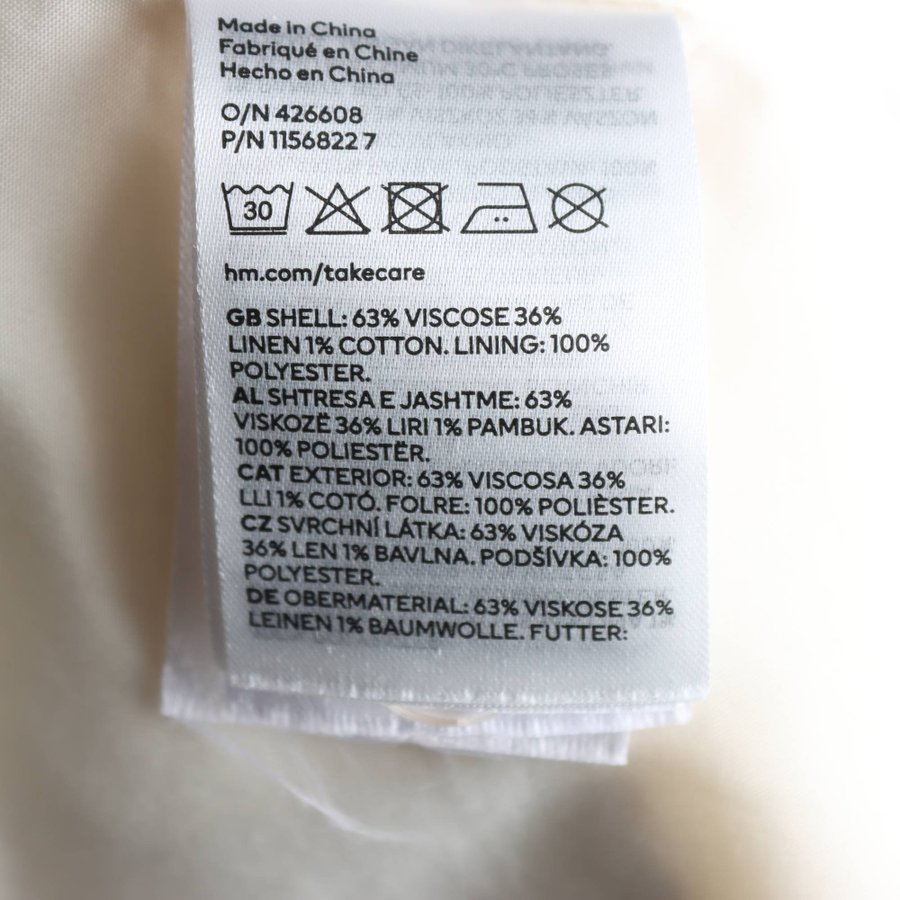 Made in China
Fabriqué en Chine
Hecho en China
O/N 426608
P/N 1156822 7
30
hm.com/takecare
GB SHELL: 63% VISCOSE 36%
LINEN 1% COTTON. LINING: 100%
POLYESTER.
AL SHTRESA E JASHTME: 63%
VISKOZË 36% LIRI 1% PAMBUK. ASTARI:
100% POLIESTËR.
CAT EXTERIOR: 63% VISCOSA 36%
LLI 1% COTÓ. FOLRE: 100% POLIÈSTER.
CZ SVRCHNÍ LÁTKA: 63% VISKÓZA
36% LEN 1% BAVLNA. PODŠÍVKA: 100%
POLYESTER.
DE OBERMATERIAL: 63% VISKOSE 36%
LEINEN 1% BAUMWOLLE. FUTTER: